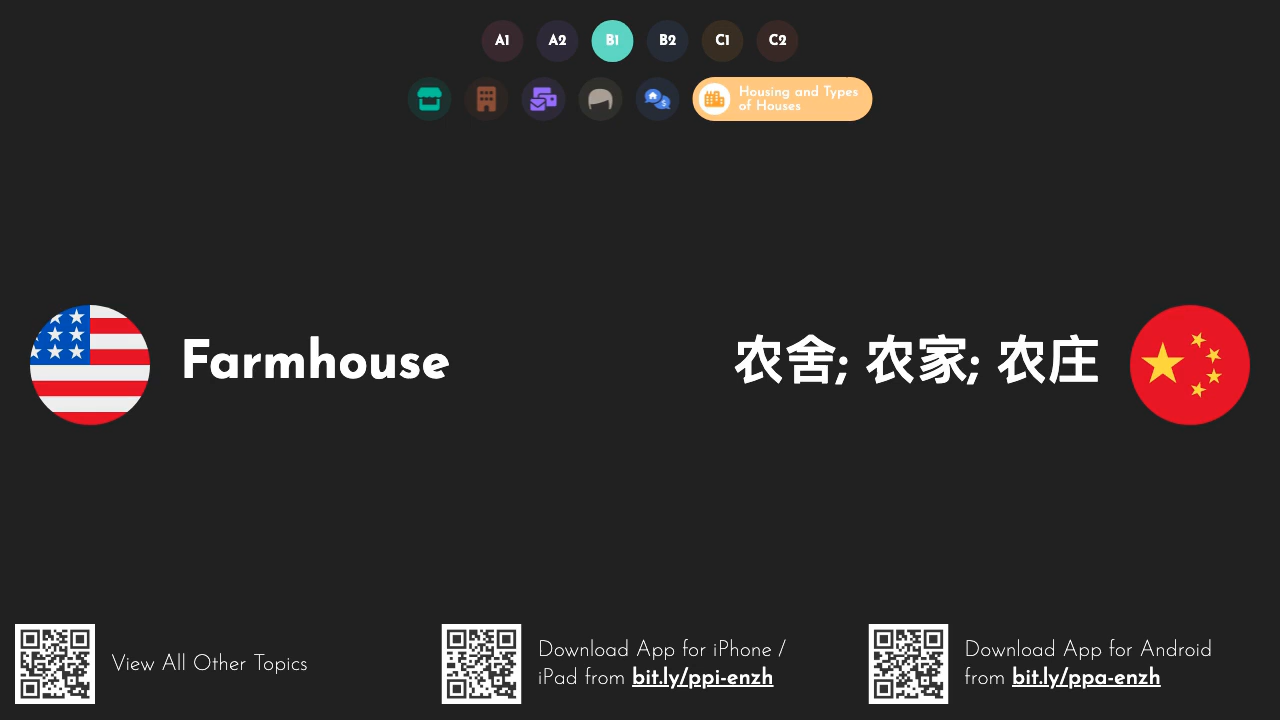 A1 A2 B1 B2 C1 C2
Housing and Types
of Houses
Farmhouse
农舍; 农家; 农庄
View All Other Topics
Download App for iPhone /
iPad from bit.ly/ppi-enzh
Download App for Android
from bit.ly/ppa-enzh